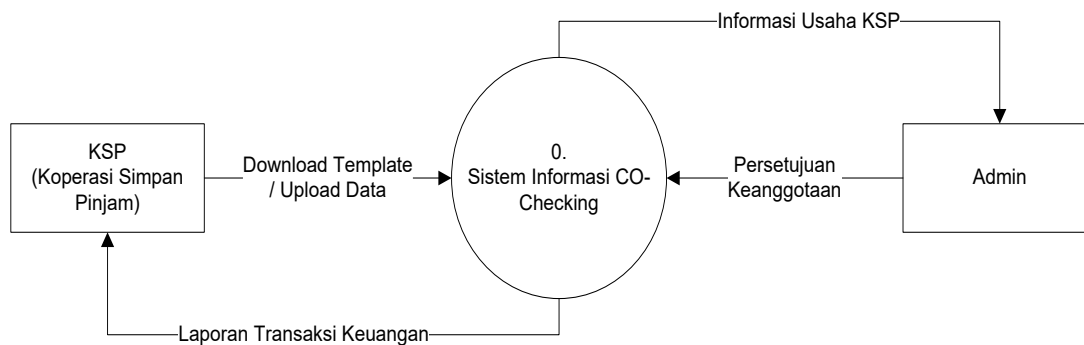 Informasi Usaha KSP
KSP
(Koperasi Simpan
Pinjam)
Download Template
/ Upload Data
0.
Sistem Informasi CO-
Checking
Persetujuan
Keanggotaan
Admin
Laporan Transaksi Keuangan